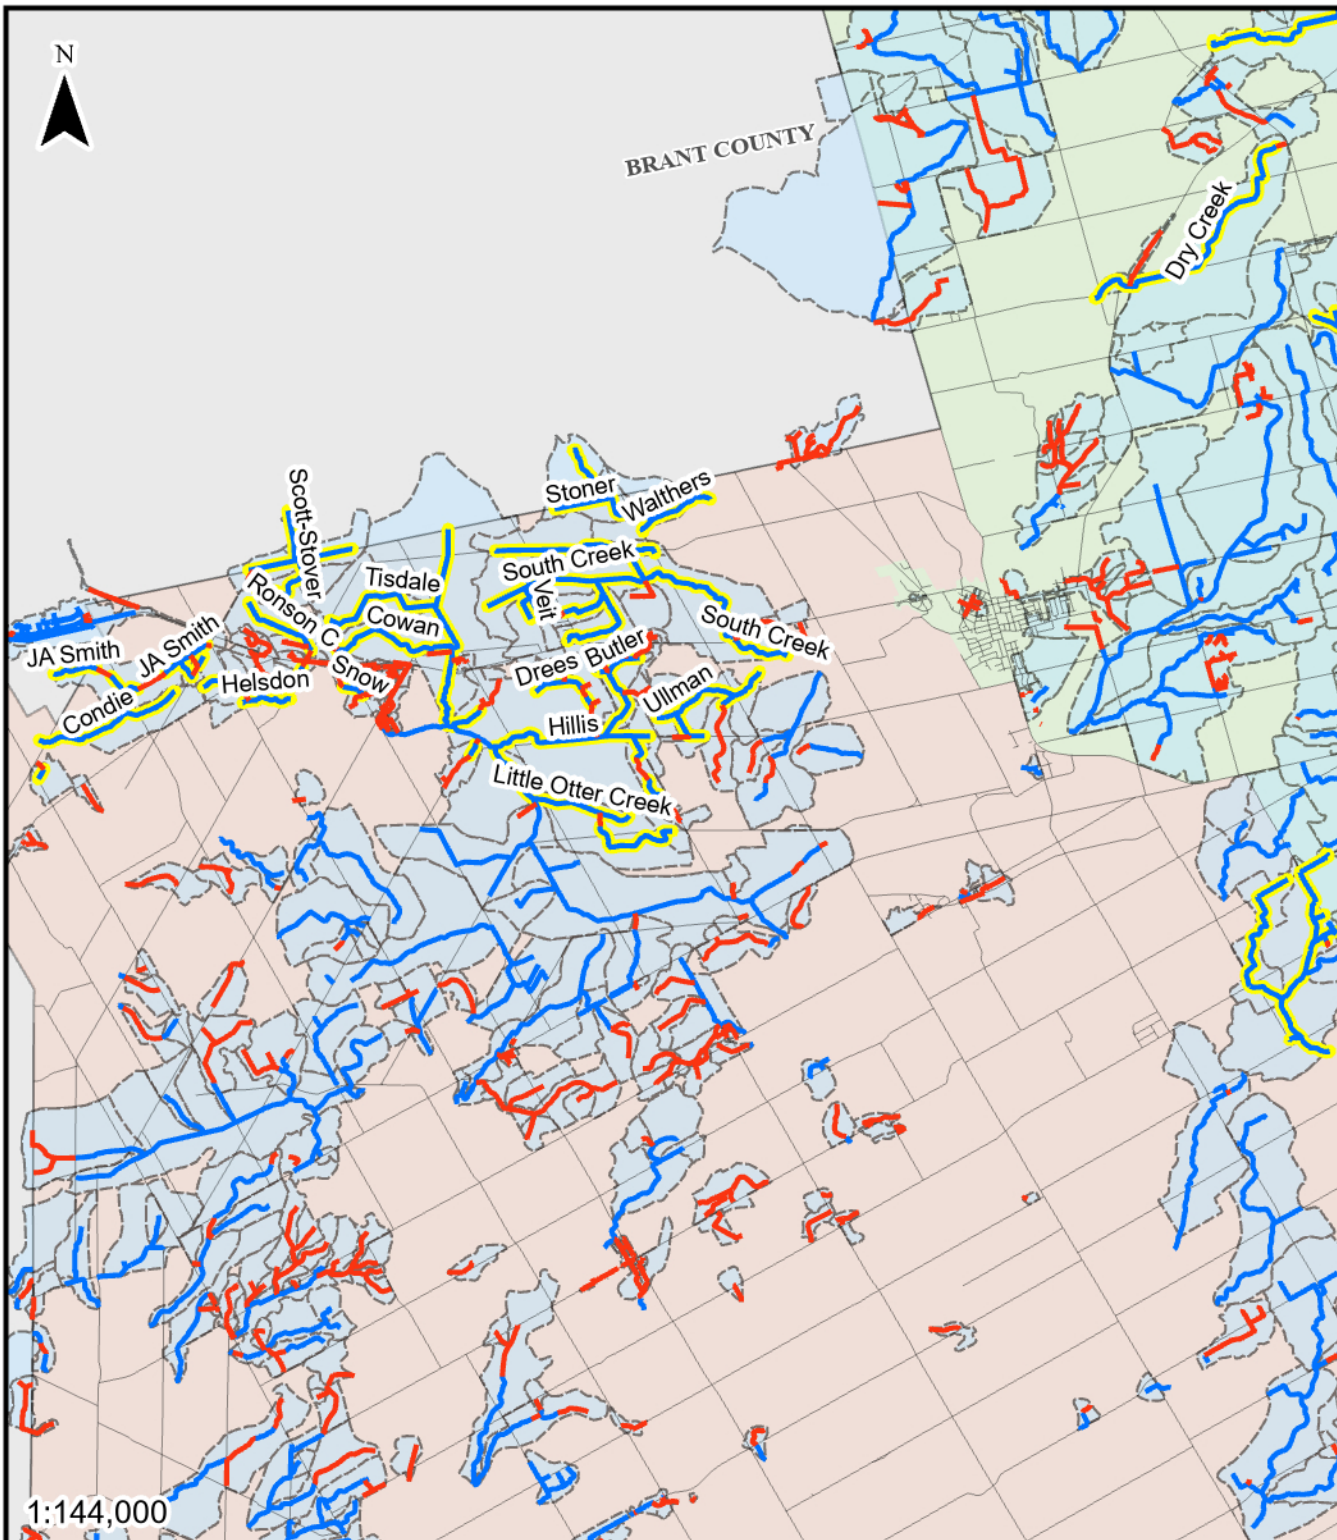 N
BRANT COUNTY
Dry Creek
Scott-Stover
Stoner
Walthers
South Creek
Tisdale
Veit
Ronson C
Cowan
JA Smith
JA Smith
South Creek
Snow
Drees
Butler
Helsdon
Ullman
Condie
Hillis
Little Otter Creek
1:144,000